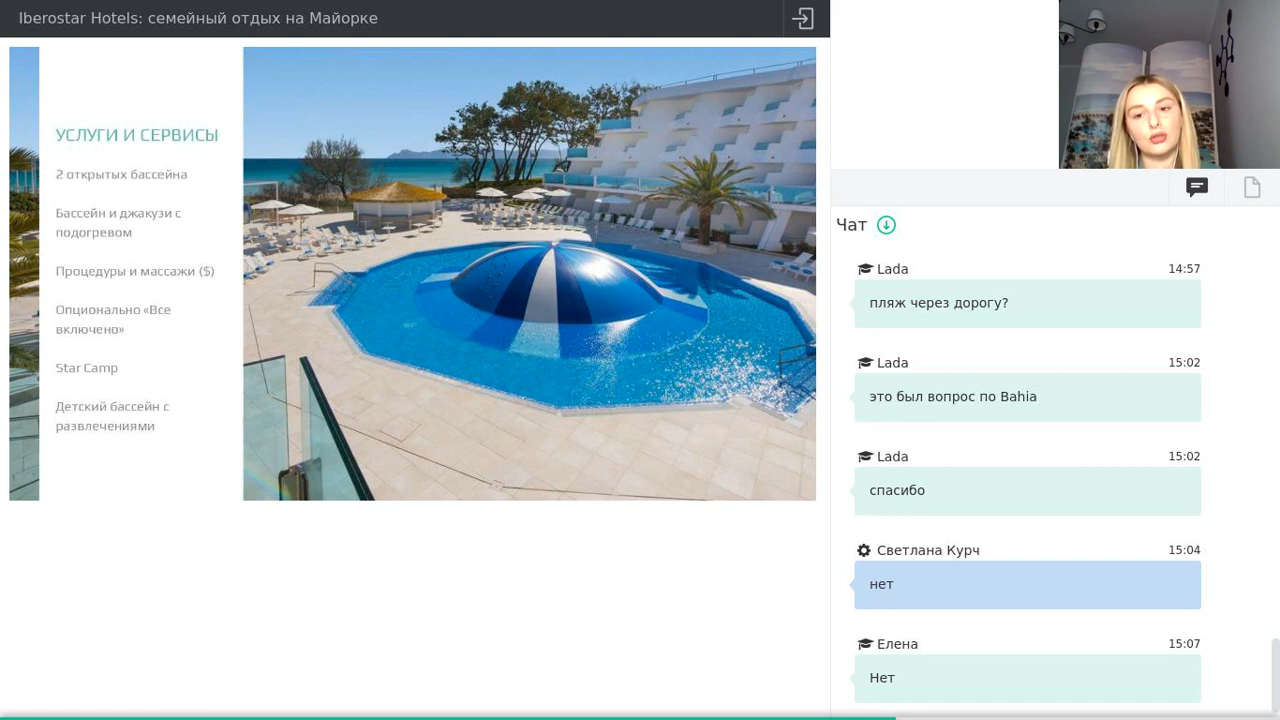 Iberostar Hotels: семейный отдых на Майорке
УСЛУГИ И СЕРВИСЫ
2 открытых бассейна
Бассейн и джакузи с
подогревом
Процедуры и массажи ($)
Опционально «Все
включено»
Star Camp
Детский бассейн с
развлечениями
Чат
Lada 14:57
пляж через дорогу?
Lada 15:02
это был вопрос по Bahia
Lada 15:02
спасибо
Светлана Курч 15:04
нет
Елена 15:07
Нет